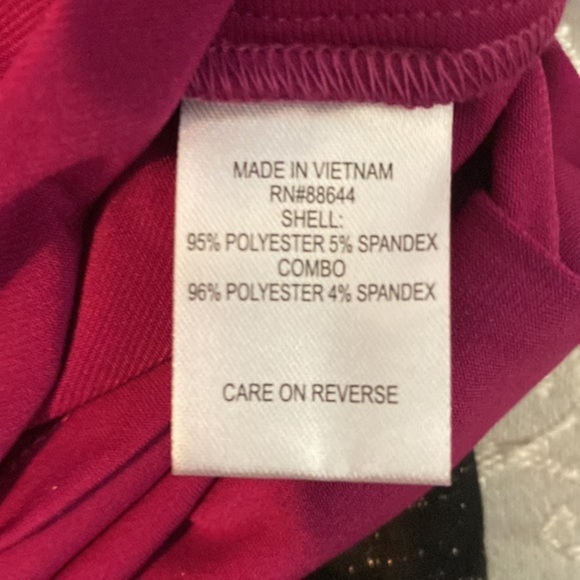 MADE IN VIETNAM
RN#88644
SHELL:
95% POLYESTER 5% SPANDEX
COMBO
96% POLYESTER 4% SPANDEX
CARE ON REVERSE